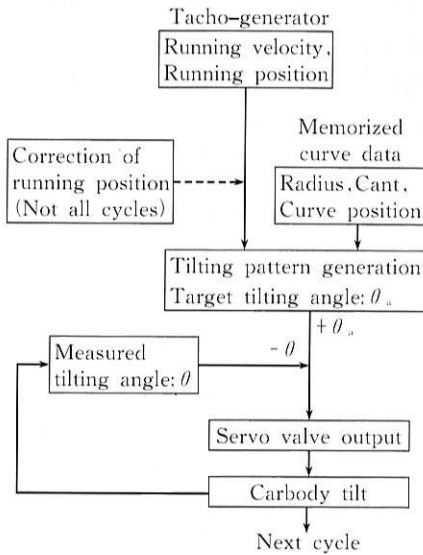 Tacho-generator
Running velocity,
Running position
Correction of
running position
(Not all cycles)
Memorized
curve data
Radius, Cant,
Curve position
Tilting pattern generation
Target tilting angle: θa
+θa
-θ
Measured
tilting angle: θ
Servo valve output
Carbody tilt
Next cycle